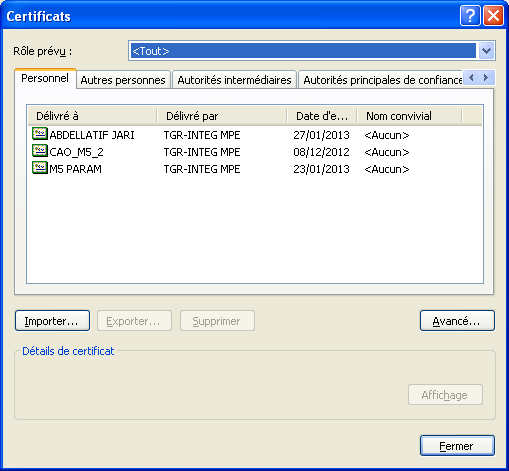 Certificats
Rôle prévu : <Tout>
Personnel Autres personnes Autorités intermédiaires Autorités principales de confiance
Délivré à Délivré par Date d'e... Nom convivial
ABDELLATIF JARI TGR-INTEG MPE 27/01/2013 <Aucun>
CAO_M5_2 TGR-INTEG MPE 08/12/2012 <Aucun>
M5 PARAM TGR-INTEG MPE 23/01/2013 <Aucun>
Importer... Exporter... Supprimer Avancé...
Détails de certificat
Affichage
Fermer